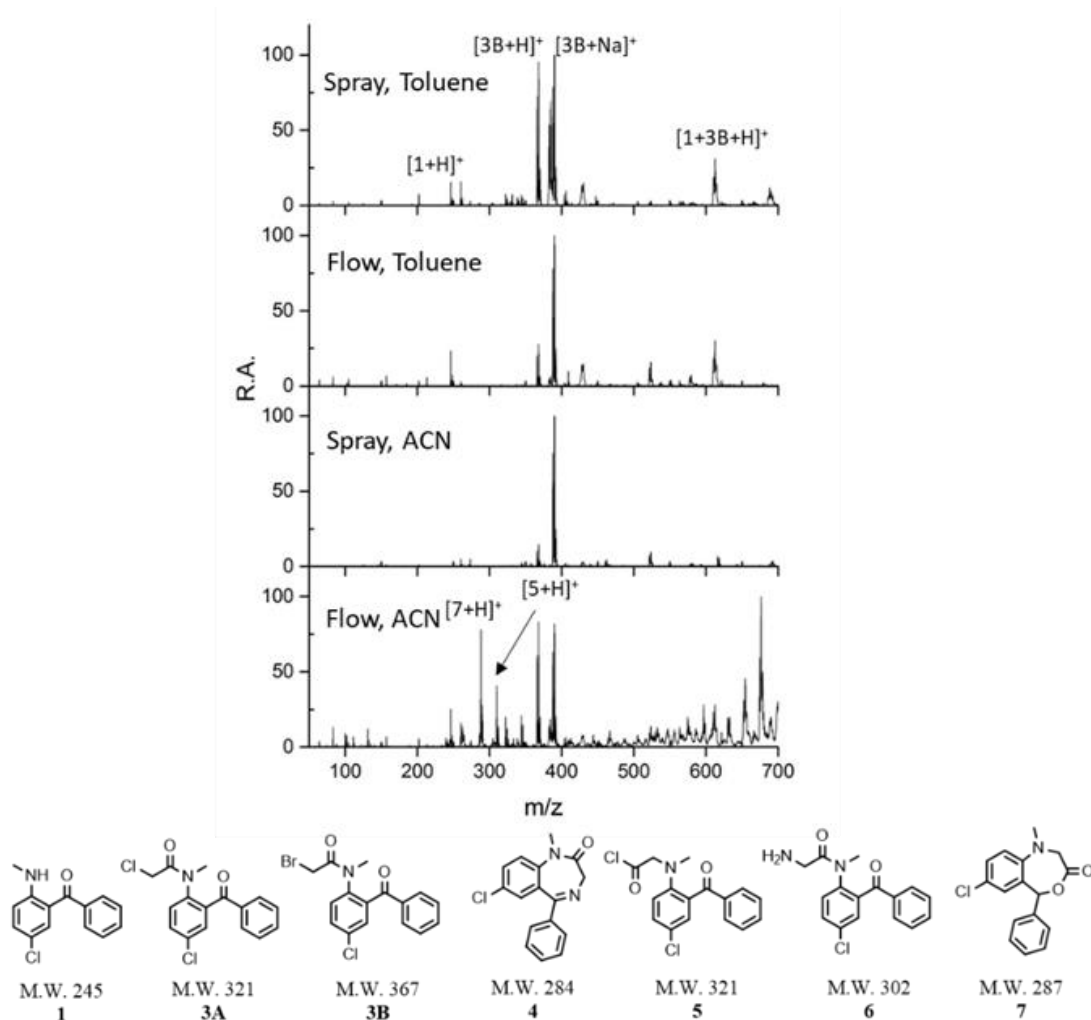 [3B+H]⁺ [3B+Na]⁺
100
Spray, Toluene
50
[1+H]⁺
[1+3B+H]⁺
0
100
Flow, Toluene
50
0
R.A.
100
Spray, ACN
50
0
[5+H]⁺
100
Flow, ACN
[7+H]⁺
50
0
100 200 300 400 500 600 700
m/z
NH O Cl
Cl O N O Cl
Br O N O Cl
N O Cl N
Cl O N O Cl
H₂N O N O Cl
N O Cl O
M.W. 245 M.W. 321 M.W. 367 M.W. 284 M.W. 321 M.W. 302 M.W. 287
1 3A 3B 4 5 6 7